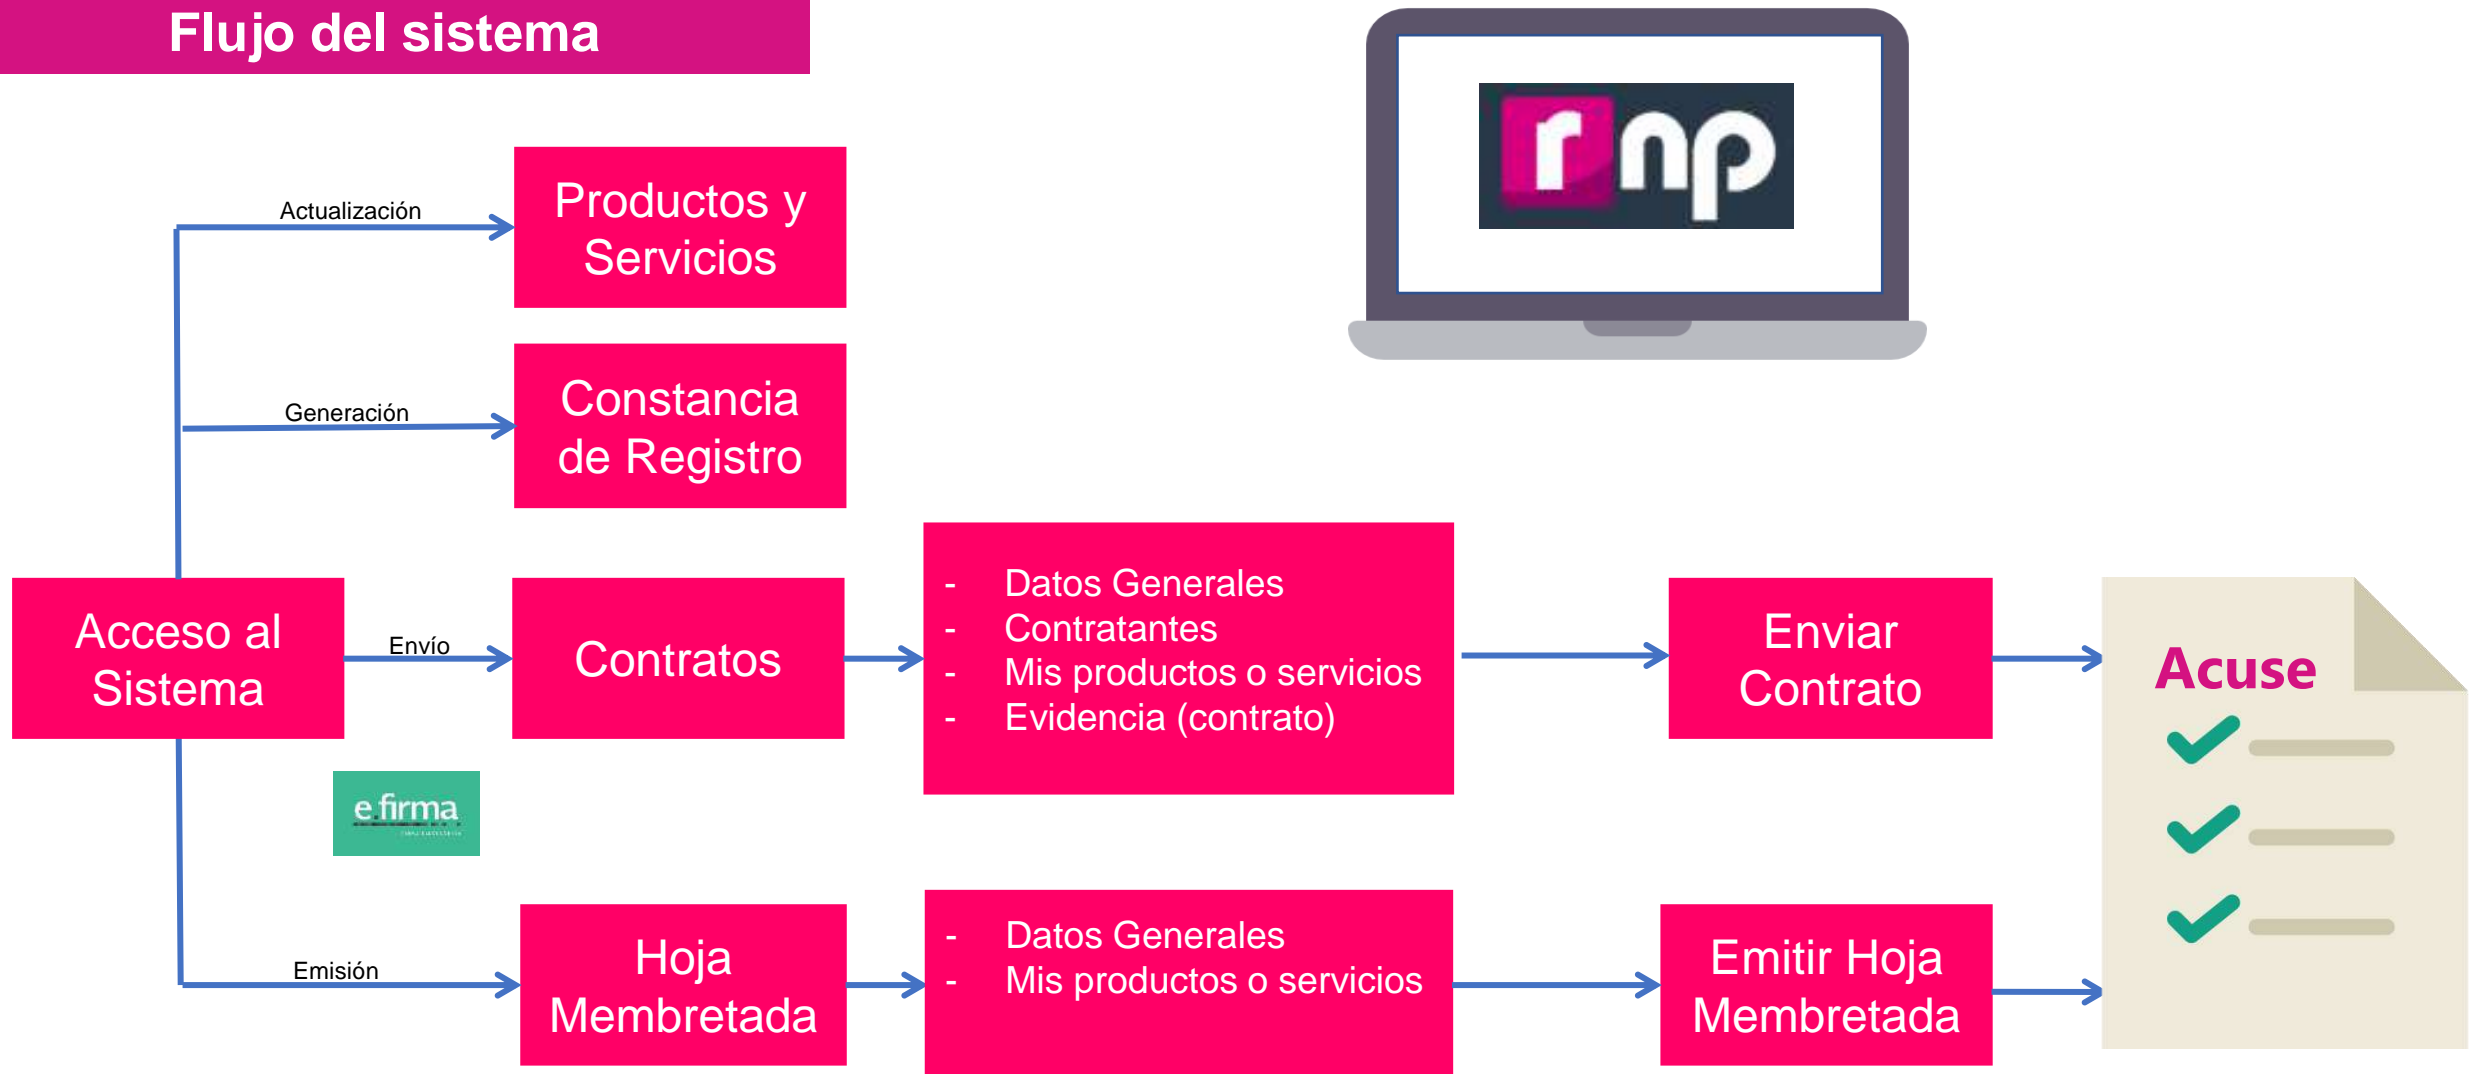 Flujo del sistema
rnp
Actualización
Productos y
Servicios
Generación
Constancia
de Registro
Acceso al
Sistema
Envío
Contratos
- Datos Generales
- Contratantes
- Mis productos o servicios
- Evidencia (contrato)
Enviar
Contrato
Acuse
e.firma
Emisión
Hoja
Membretada
- Datos Generales
- Mis productos o servicios
Emitir Hoja
Membretada